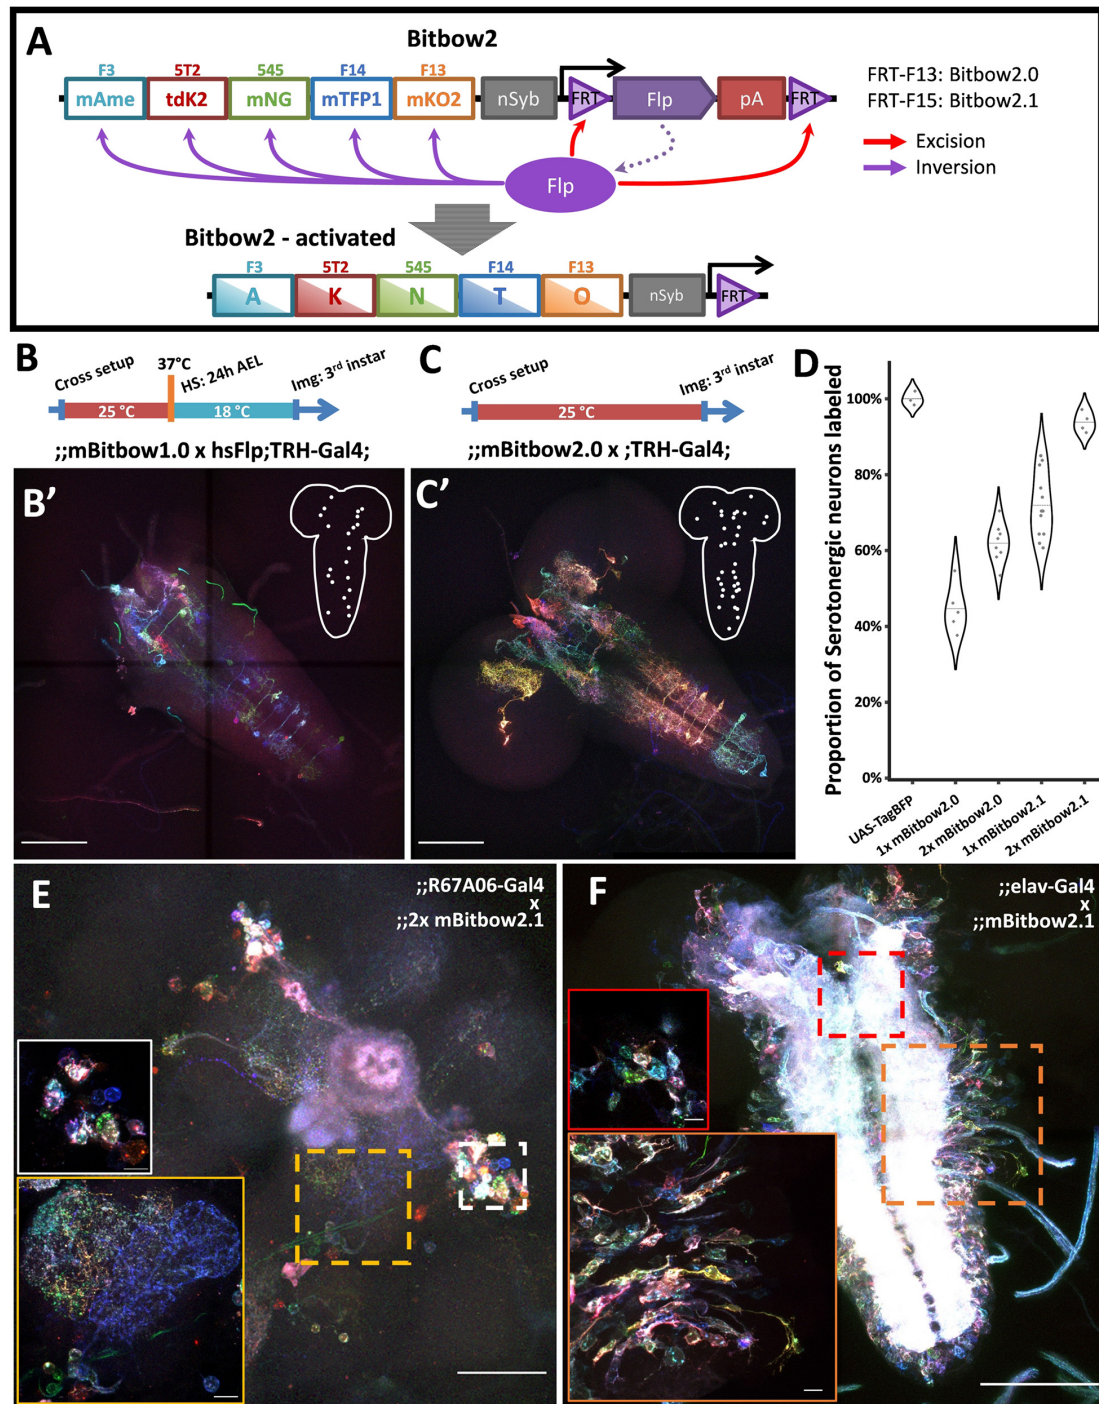 A
Bitbow2
F3 5T2 545 F14 F13
mAme tdK2 mNG mTFP1 mKO2 nSyb FRT Flp pA FRT
FRT-F13: Bitbow2.0
FRT-F15: Bitbow2.1
Excision
Inversion
Flp
Bitbow2 - activated
F3 5T2 545 F14 F13
A K N T O nSyb FRT
B
Cross setup
37°C
HS: 24h AEL
Img: 3rd instar
25 °C
18 °C
;;mBitbow1.0 x hsFlp;TRH-Gal4;
B’
C
Cross setup
Img: 3rd instar
25 °C
;;mBitbow2.0 x ;TRH-Gal4;
C’
D
Proportion of Serotonergic neurons labeled
100%
80%
60%
40%
20%
0%
UAS-TagBFP
1x mBitbow2.0
2x mBitbow2.0
1x mBitbow2.1
2x mBitbow2.1
E
;;R67A06-Gal4
x
;;2x mBitbow2.1
F
;;elav-Gal4
x
;;mBitbow2.1